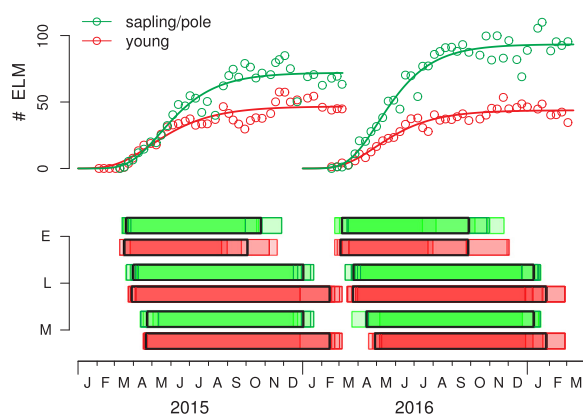 sapling/pole
young
# ELM
100
50
0
E
L
M
J F M A M J J A S O N D J F M A M J J A S O N D J F M
2015 2016